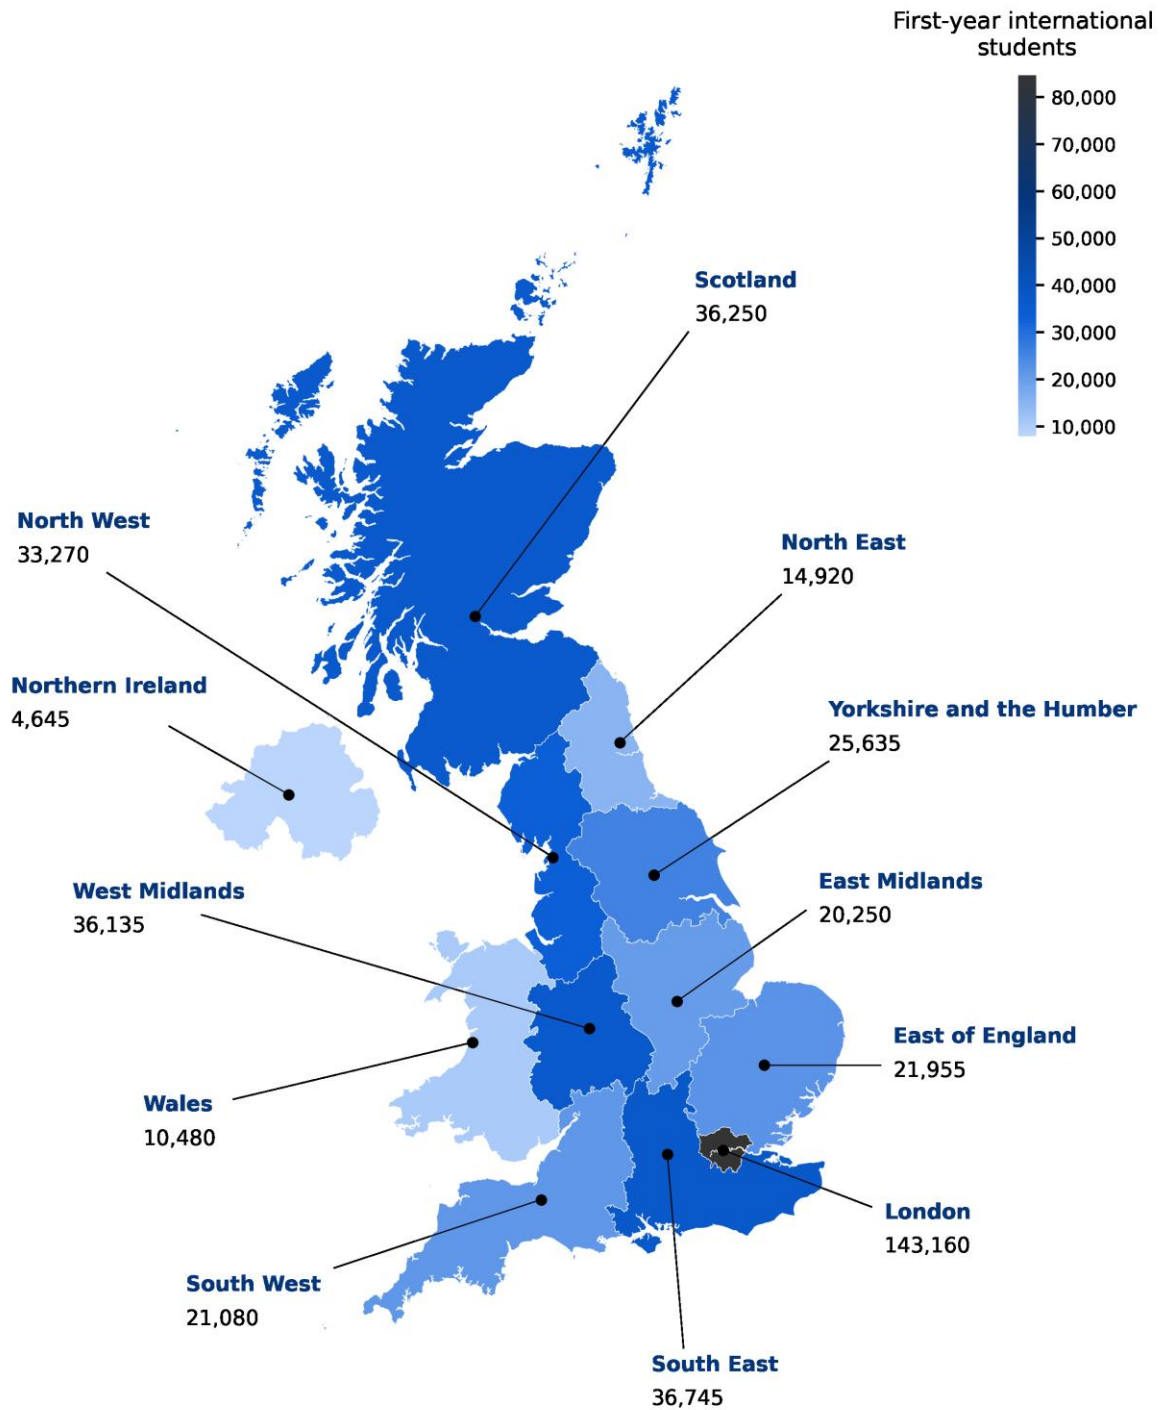 First-year international
students
80,000
70,000
60,000
50,000
40,000
30,000
20,000
10,000
Scotland
36,250
North West
33,270
North East
14,920
Northern Ireland
4,645
Yorkshire and the Humber
25,635
West Midlands
36,135
East Midlands
20,250
East of England
21,955
Wales
10,480
London
143,160
South West
21,080
South East
36,745